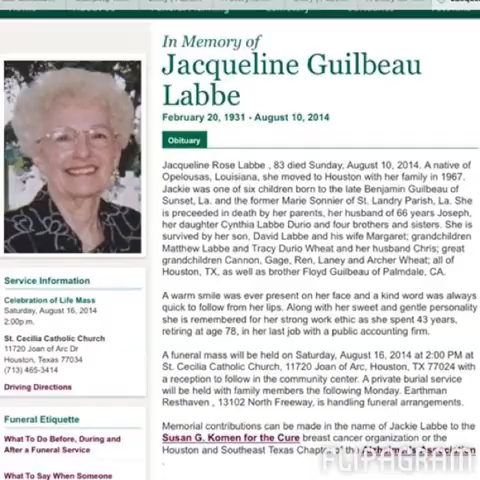 In Memory of
Jacqueline Guilbeau
Labbe
February 20, 1931 - August 10, 2014
Obituary
Jacqueline Rose Labbe , 83 died Sunday, August 10, 2014. A native of
Opelousas, Louisiana, she moved to Houston with her family in 1967.
Jackie was one of six children born to the late Benjamin Guilbeau of
Sunset, La. and the former Marie Sonnier of St. Landry Parish, La. She
is preceeded in death by her parents, her husband of 66 years Joseph,
her daughter Cynthia Labbe Durio and four brothers and sisters. She is
survived by her son, David Labbe and his wife Margaret; grandchildren
Matthew Labbe and Tracy Durio Wheat and her husband Chris; great
grandchildren Cannon, Gage, Ren, Laney and Archer Wheat; all of
Houston, TX, as well as brother Floyd Guilbeau of Palmdale, CA.
A warm smile was ever present on her face and a kind word was always
quick to follow from her lips. Along with her sweet and gentle personality
she is remembered for her strong work ethic as she spent 43 years,
retiring at age 78, in her last job with a public accounting firm.
A funeral mass will be held on Saturday, August 16, 2014 at 2:00 PM at
St. Cecilia Catholic Church, 11720 Joan of Arc, Houston, TX 77024 with
a reception to follow in the community center. A private burial service
will be held with family members the following Monday. Earthman
Resthaven , 13102 North Freeway, is handling funeral arrangements.
Memorial contributions can be made in the name of Jackie Labbe to the
Susan G. Komen for the Cure breast cancer organization or the
Houston and Southeast Texas Chapter of the Alzheimer's Association
.
FLIPAGRAM
Service Information
Celebration of Life Mass
Saturday, August 16, 2014
2:00p.m.
St. Cecilia Catholic Church
11720 Joan of Arc Dr
Houston, Texas 77034
(713) 465-3414
Driving Directions
Funeral Etiquette
What To Do Before, During and
After a Funeral Service
What To Say When Someone